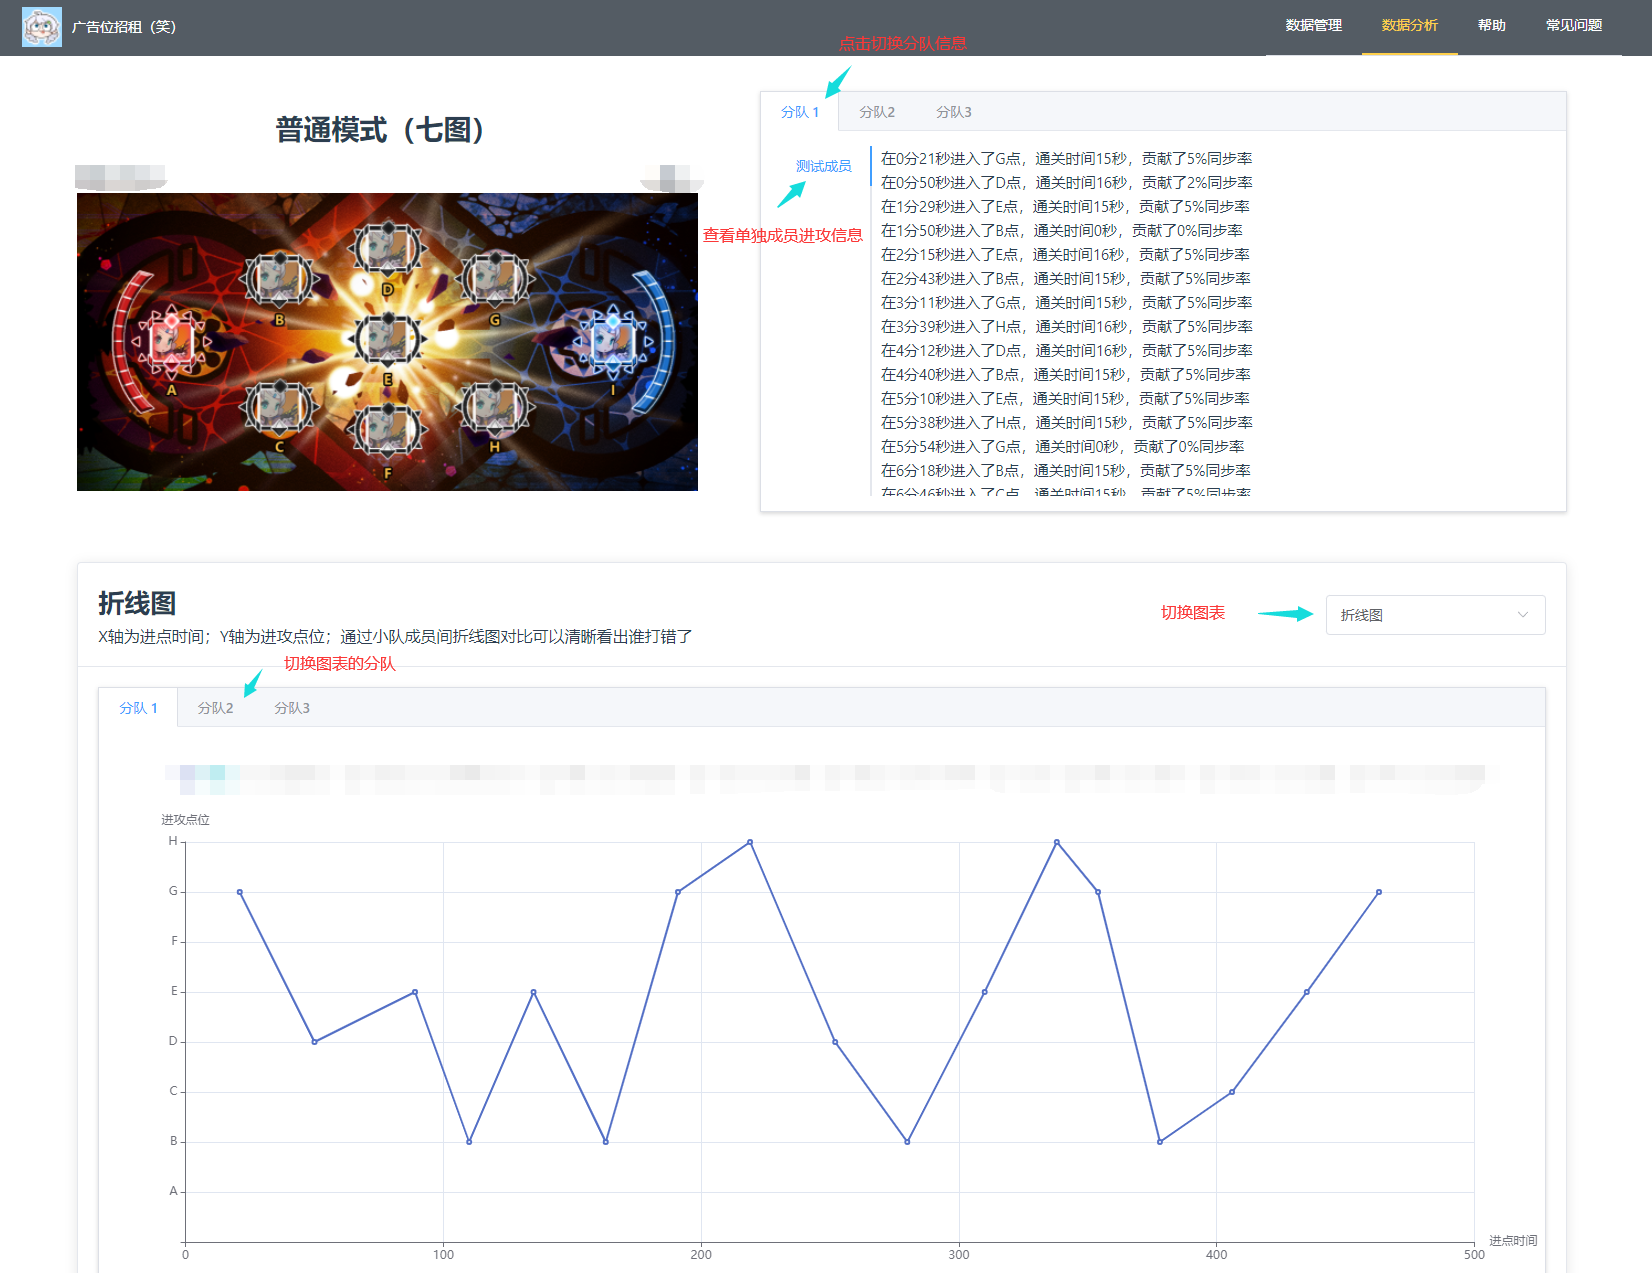 广告位招租（笑）
数据管理
数据分析
帮助
常见问题
点击切换分队信息
普通模式（七图）
A
B
C
D
E
F
G
H
I
分队 1
分队2
分队3
测试成员
查看单独成员进攻信息
在0分21秒进入了G点，通关时间15秒，贡献了5%同步率
在0分50秒进入了D点，通关时间16秒，贡献了2%同步率
在1分29秒进入了E点，通关时间15秒，贡献了5%同步率
在1分50秒进入了B点，通关时间0秒，贡献了0%同步率
在2分15秒进入了E点，通关时间16秒，贡献了5%同步率
在2分43秒进入了B点，通关时间15秒，贡献了5%同步率
在3分11秒进入了G点，通关时间15秒，贡献了5%同步率
在3分39秒进入了H点，通关时间16秒，贡献了5%同步率
在4分12秒进入了D点，通关时间16秒，贡献了5%同步率
在4分40秒进入了B点，通关时间15秒，贡献了5%同步率
在5分10秒进入了E点，通关时间15秒，贡献了5%同步率
在5分38秒进入了H点，通关时间15秒，贡献了5%同步率
在5分54秒进入了G点，通关时间0秒，贡献了0%同步率
在6分18秒进入了B点，通关时间15秒，贡献了5%同步率
在6分46秒进入了C点，通关时间15秒，贡献了5%同步率
折线图
X轴为进点时间；Y轴为进攻点位；通过小队成员间折线图对比可以清晰看出谁打错了
切换图表
折线图
切换图表的分队
分队 1
分队2
分队3
进攻点位
H
G
F
E
D
C
B
A
0
100
200
300
400
500
进点时间